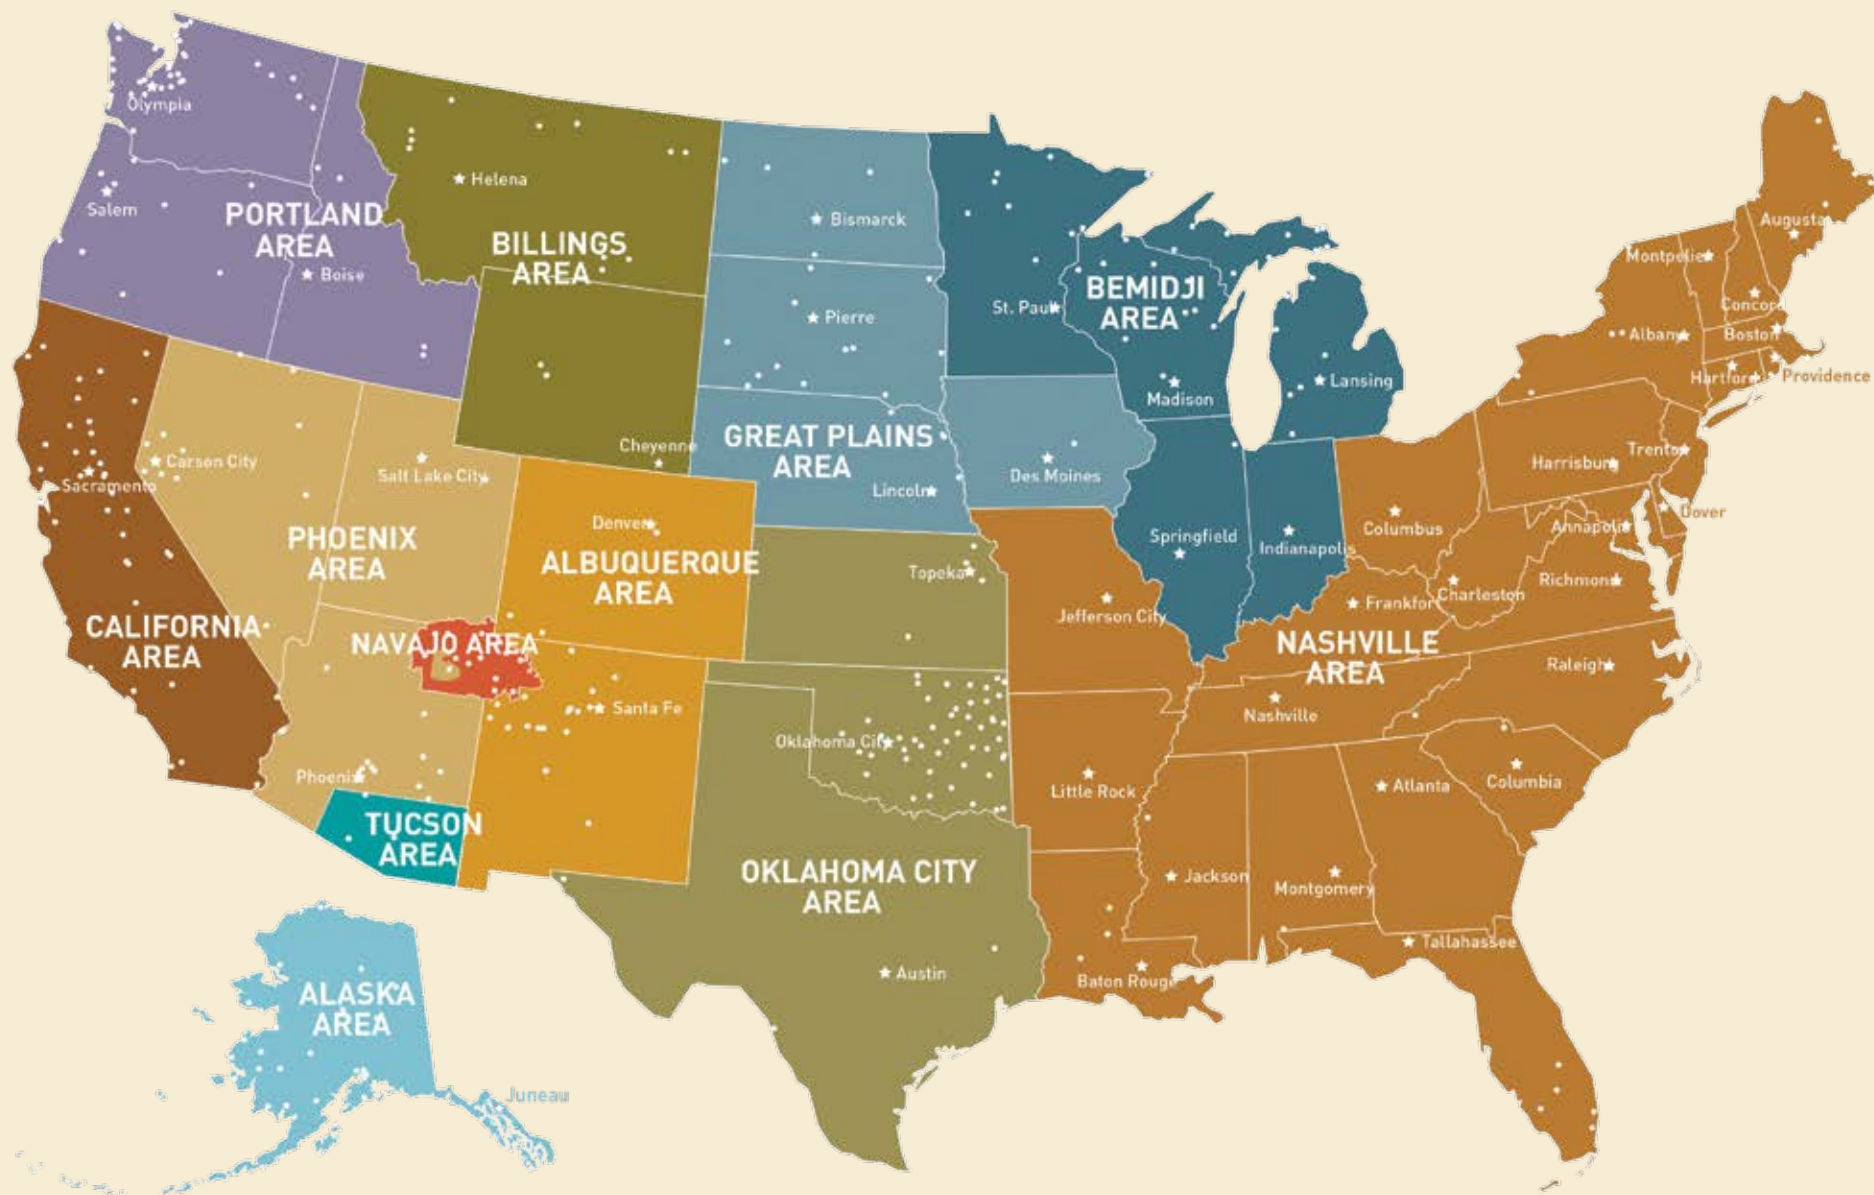 Olympia
Salem
PORTLAND
AREA
Boise
Helena
BILLINGS
AREA
Cheyenne
Bismarck
Pierre
GREAT PLAINS
AREA
Lincoln
Des Moines
St. Paul
BEMIDJI
AREA
Madison
Lansing
Springfield
Indianapolis
Augusta
Montpelier
Concord
Albany
Boston
Hartford
Providence
Trenton
Harrisburg
Dover
Annapolis
Columbus
Charleston
Richmond
Frankfort
NASHVILLE
AREA
Raleigh
Nashville
Columbia
Atlanta
Jefferson City
Little Rock
Jackson
Montgomery
Tallahassee
Baton Rouge
Sacramento
Carson City
Salt Lake City
PHOENIX
AREA
CALIFORNIA
AREA
NAVAJO AREA
Phoenix
TUCSON
AREA
Denver
ALBUQUERQUE
AREA
Santa Fe
Topeka
Oklahoma City
OKLAHOMA CITY
AREA
Austin
ALASKA
AREA
Juneau